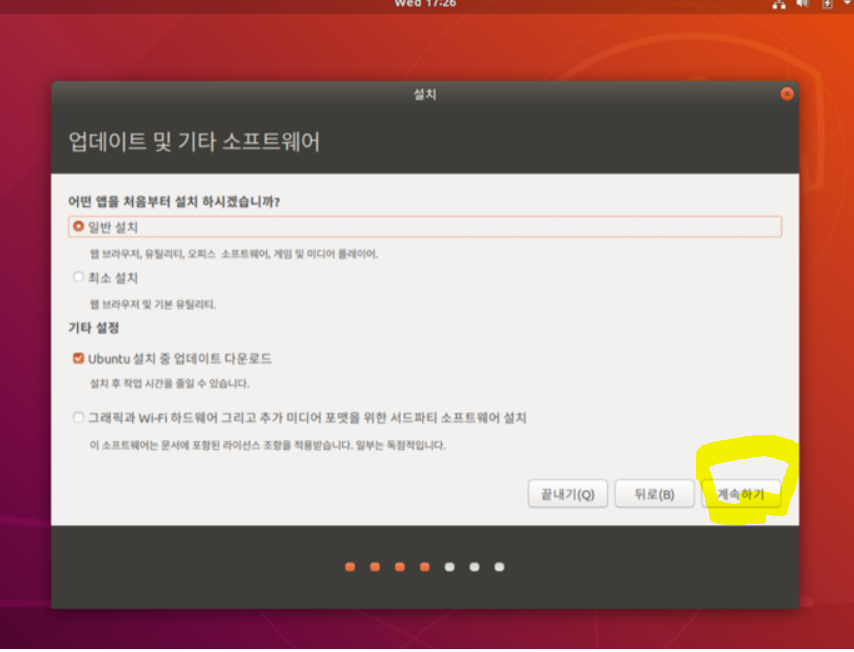 Wed 17:26
설치
업데이트 및 기타 소프트웨어
어떤 앱을 처음부터 설치 하시겠습니까?
일반 설치
웹 브라우저, 유틸리티, 오피스 소프트웨어, 게임 및 미디어 플레이어.
최소 설치
웹 브라우저 및 기본 유틸리티.
기타 설정
Ubuntu 설치 중 업데이트 다운로드
설치 후 작업 시간을 줄일 수 있습니다.
그래픽과 Wi-Fi 하드웨어 그리고 추가 미디어 포맷을 위한 서드파티 소프트웨어 설치
이 소프트웨어는 문서에 포함된 라이선스 조항을 적용받습니다. 일부는 독점적입니다.
끝내기(Q) 뒤로(B) 계속하기